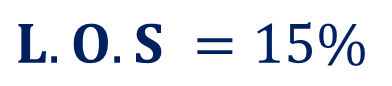 L. O. S = 15%